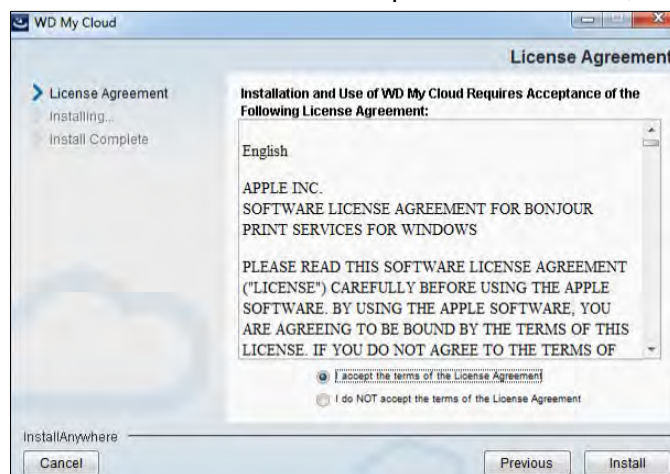 WD My Cloud
License Agreement
License Agreement
Installing...
Install Complete
Installation and Use of WD My Cloud Requires Acceptance of the
Following License Agreement:
English
APPLE INC.
SOFTWARE LICENSE AGREEMENT FOR BONJOUR
PRINT SERVICES FOR WINDOWS
PLEASE READ THIS SOFTWARE LICENSE AGREEMENT
("LICENSE") CAREFULLY BEFORE USING THE APPLE
SOFTWARE. BY USING THE APPLE SOFTWARE, YOU
ARE AGREEING TO BE BOUND BY THE TERMS OF THIS
LICENSE. IF YOU DO NOT AGREE TO THE TERMS OF
I accept the terms of the License Agreement
I do NOT accept the terms of the License Agreement
InstallAnywhere
Cancel
Previous
Install